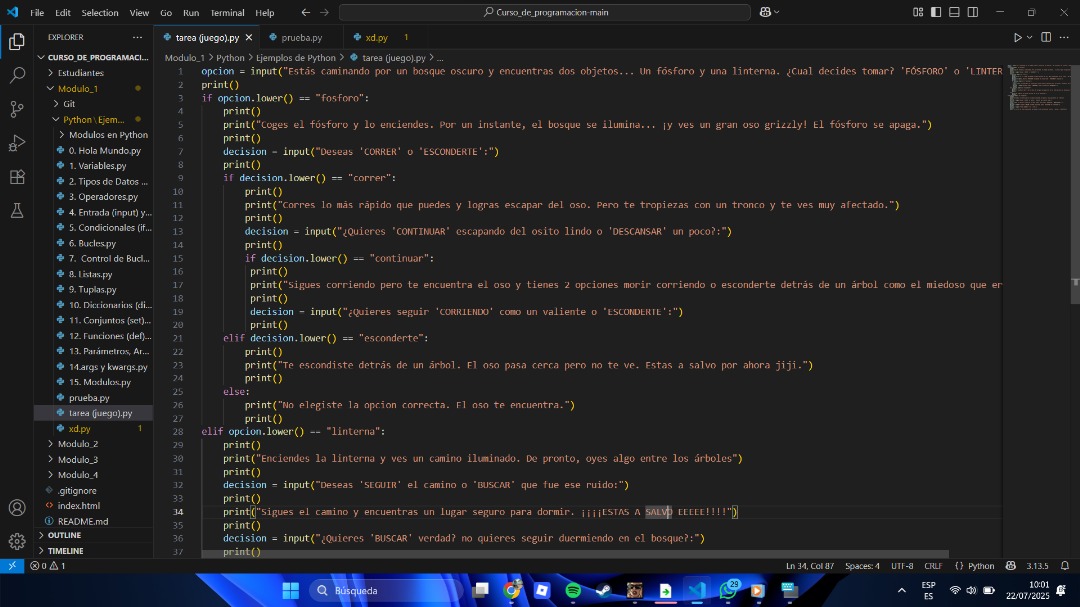 File Edit Selection View Go Run Terminal Help
Curso_de_programacion-main
EXPLORER
CURSO_DE_PROGRAMACI...
Estudiantes
Modulo_1
Git
Python \ Ejem...
Modulos en Python
0. Hola Mundo.py
1. Variables.py
2. Tipos de Datos ...
3. Operadores.py
4. Entrada (input) y...
5. Condicionales (if...
6. Bucles.py
7. Control de Bucl...
8. Listas.py
9. Tuplas.py
10. Diccionarios (di...
11. Conjuntos (set)...
12. Funciones (def)...
13. Parámetros, Ar...
14.args y kwargs.py
15. Modulos.py
prueba.py
tarea (juego).py
xd.py 1
Modulo_2
Modulo_3
Modulo_4
.gitignore
index.html
README.md
OUTLINE
TIMELINE
tarea (juego).py prueba.py xd.py 1
Modulo_1 > Python > Ejemplos de Python > tarea (juego).py > ...
1 opcion = input("Estás caminando por un bosque oscuro y encuentras dos objetos... Un fósforo y una linterna. ¿Cual decides tomar? 'FÓSFORO' o 'LINTER
2 print()
3 if opcion.lower() == "fosforo":
4 print()
5 print("Coges el fósforo y lo enciendes. Por un instante, el bosque se ilumina... ¡y ves un gran oso grizzly! El fósforo se apaga.")
6 print()
7 decision = input("Deseas 'CORRER' o 'ESCONDERTE':")
8 print()
9 if decision.lower() == "correr":
10 print()
11 print("Corres lo más rápido que puedes y logras escapar del oso. Pero te tropiezas con un tronco y te ves muy afectado.")
12 print()
13 decision = input("¿Quieres 'CONTINUAR' escapando del osito lindo o 'DESCANSAR' un poco?:")
14 print()
15 if decision.lower() == "continuar":
16 print()
17 print("Sigues corriendo pero te encuentra el oso y tienes 2 opciones morir corriendo o esconderte detrás de un árbol como el miedoso que er
18 print()
19 decision = input("¿Quieres seguir 'CORRIENDO' como un valiente o 'ESCONDERTE':")
20 print()
21 elif decision.lower() == "esconderte":
22 print()
23 print("Te escondiste detrás de un árbol. El oso pasa cerca pero no te ve. Estas a salvo por ahora jiji.")
24 print()
25 else:
26 print("No elegiste la opcion correcta. El oso te encuentra.")
27 print()
28 elif opcion.lower() == "linterna":
29 print()
30 print("Enciendes la linterna y ves un camino iluminado. De pronto, oyes algo entre los árboles")
31 print()
32 decision = input("Deseas 'SEGUIR' el camino o 'BUSCAR' que fue ese ruido:")
33 print()
34 print("Sigues el camino y encuentras un lugar seguro para dormir. ¡¡¡¡ESTAS A SALVO EEEEE!!!!")
35 print()
36 decision = input("¿Quieres 'BUSCAR' verdad? no quieres seguir duermiendo en el bosque?:")
37 print()
0 1 Ln 34, Col 87 Spaces: 4 UTF-8 CRLF {} Python 3.13.5
Búsqueda
29
ESP
ES
10:01
22/07/2025